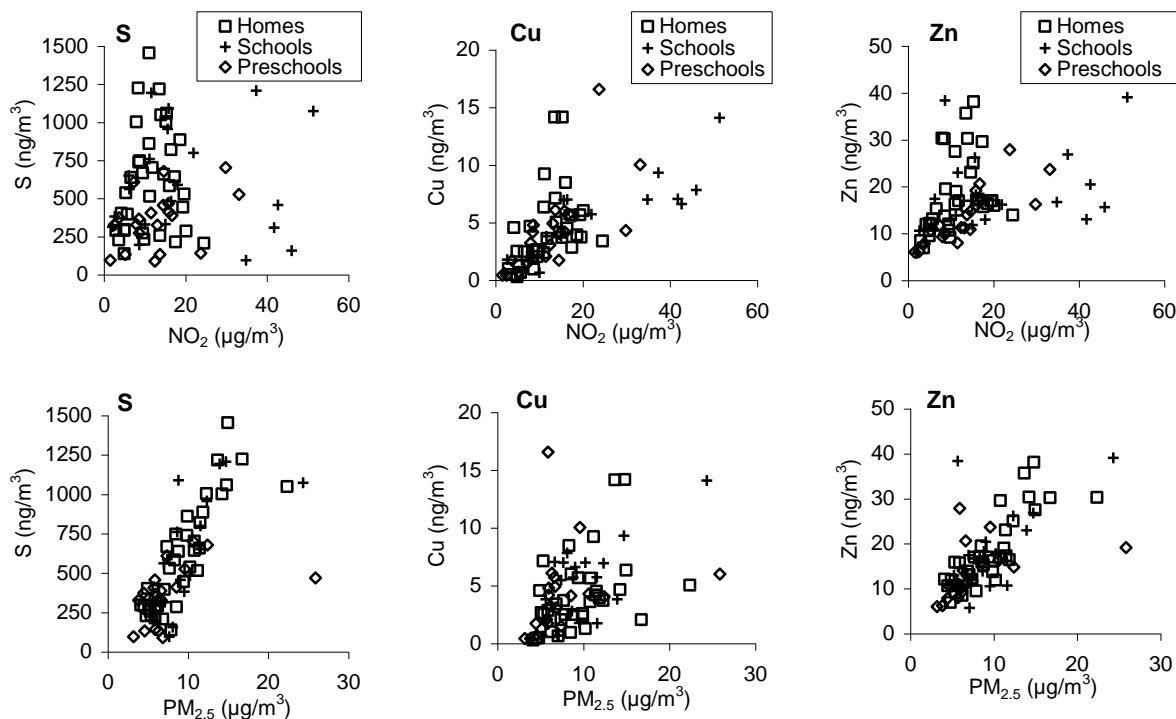 S
Homes
Schools
Preschools
1500
1250
1000
750
500
250
0
S (ng/m³)
0 20 40 60
NO₂ (µg/m³)
Cu
Homes
Schools
Preschools
20
15
10
5
0
Cu (ng/m³)
0 20 40 60
NO₂ (µg/m³)
Zn
Homes
Schools
Preschools
50
40
30
20
10
0
Zn (ng/m³)
0 20 40 60
NO₂ (µg/m³)
S
1500
1250
1000
750
500
250
0
S (ng/m³)
0 10 20 30
PM₂.₅ (µg/m³)
Cu
20
15
10
5
0
Cu (ng/m³)
0 10 20 30
PM₂.₅ (µg/m³)
Zn
50
40
30
20
10
0
Zn (ng/m³)
0 10 20 30
PM₂.₅ (µg/m³)